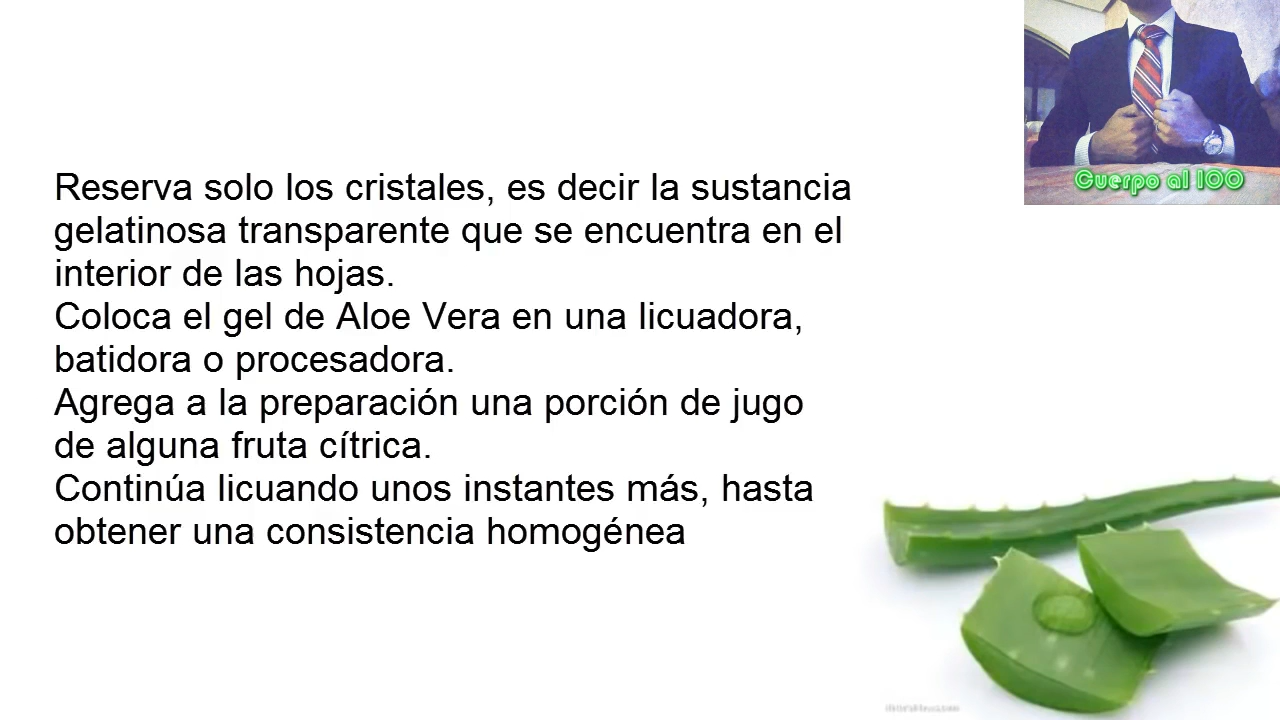 Cuerpo al 100
Reserva solo los cristales, es decir la sustancia
gelatinosa transparente que se encuentra en el
interior de las hojas.
Coloca el gel de Aloe Vera en una licuadora,
batidora o procesadora.
Agrega a la preparación una porción de jugo
de alguna fruta cítrica.
Continúa licuando unos instantes más, hasta
obtener una consistencia homogénea